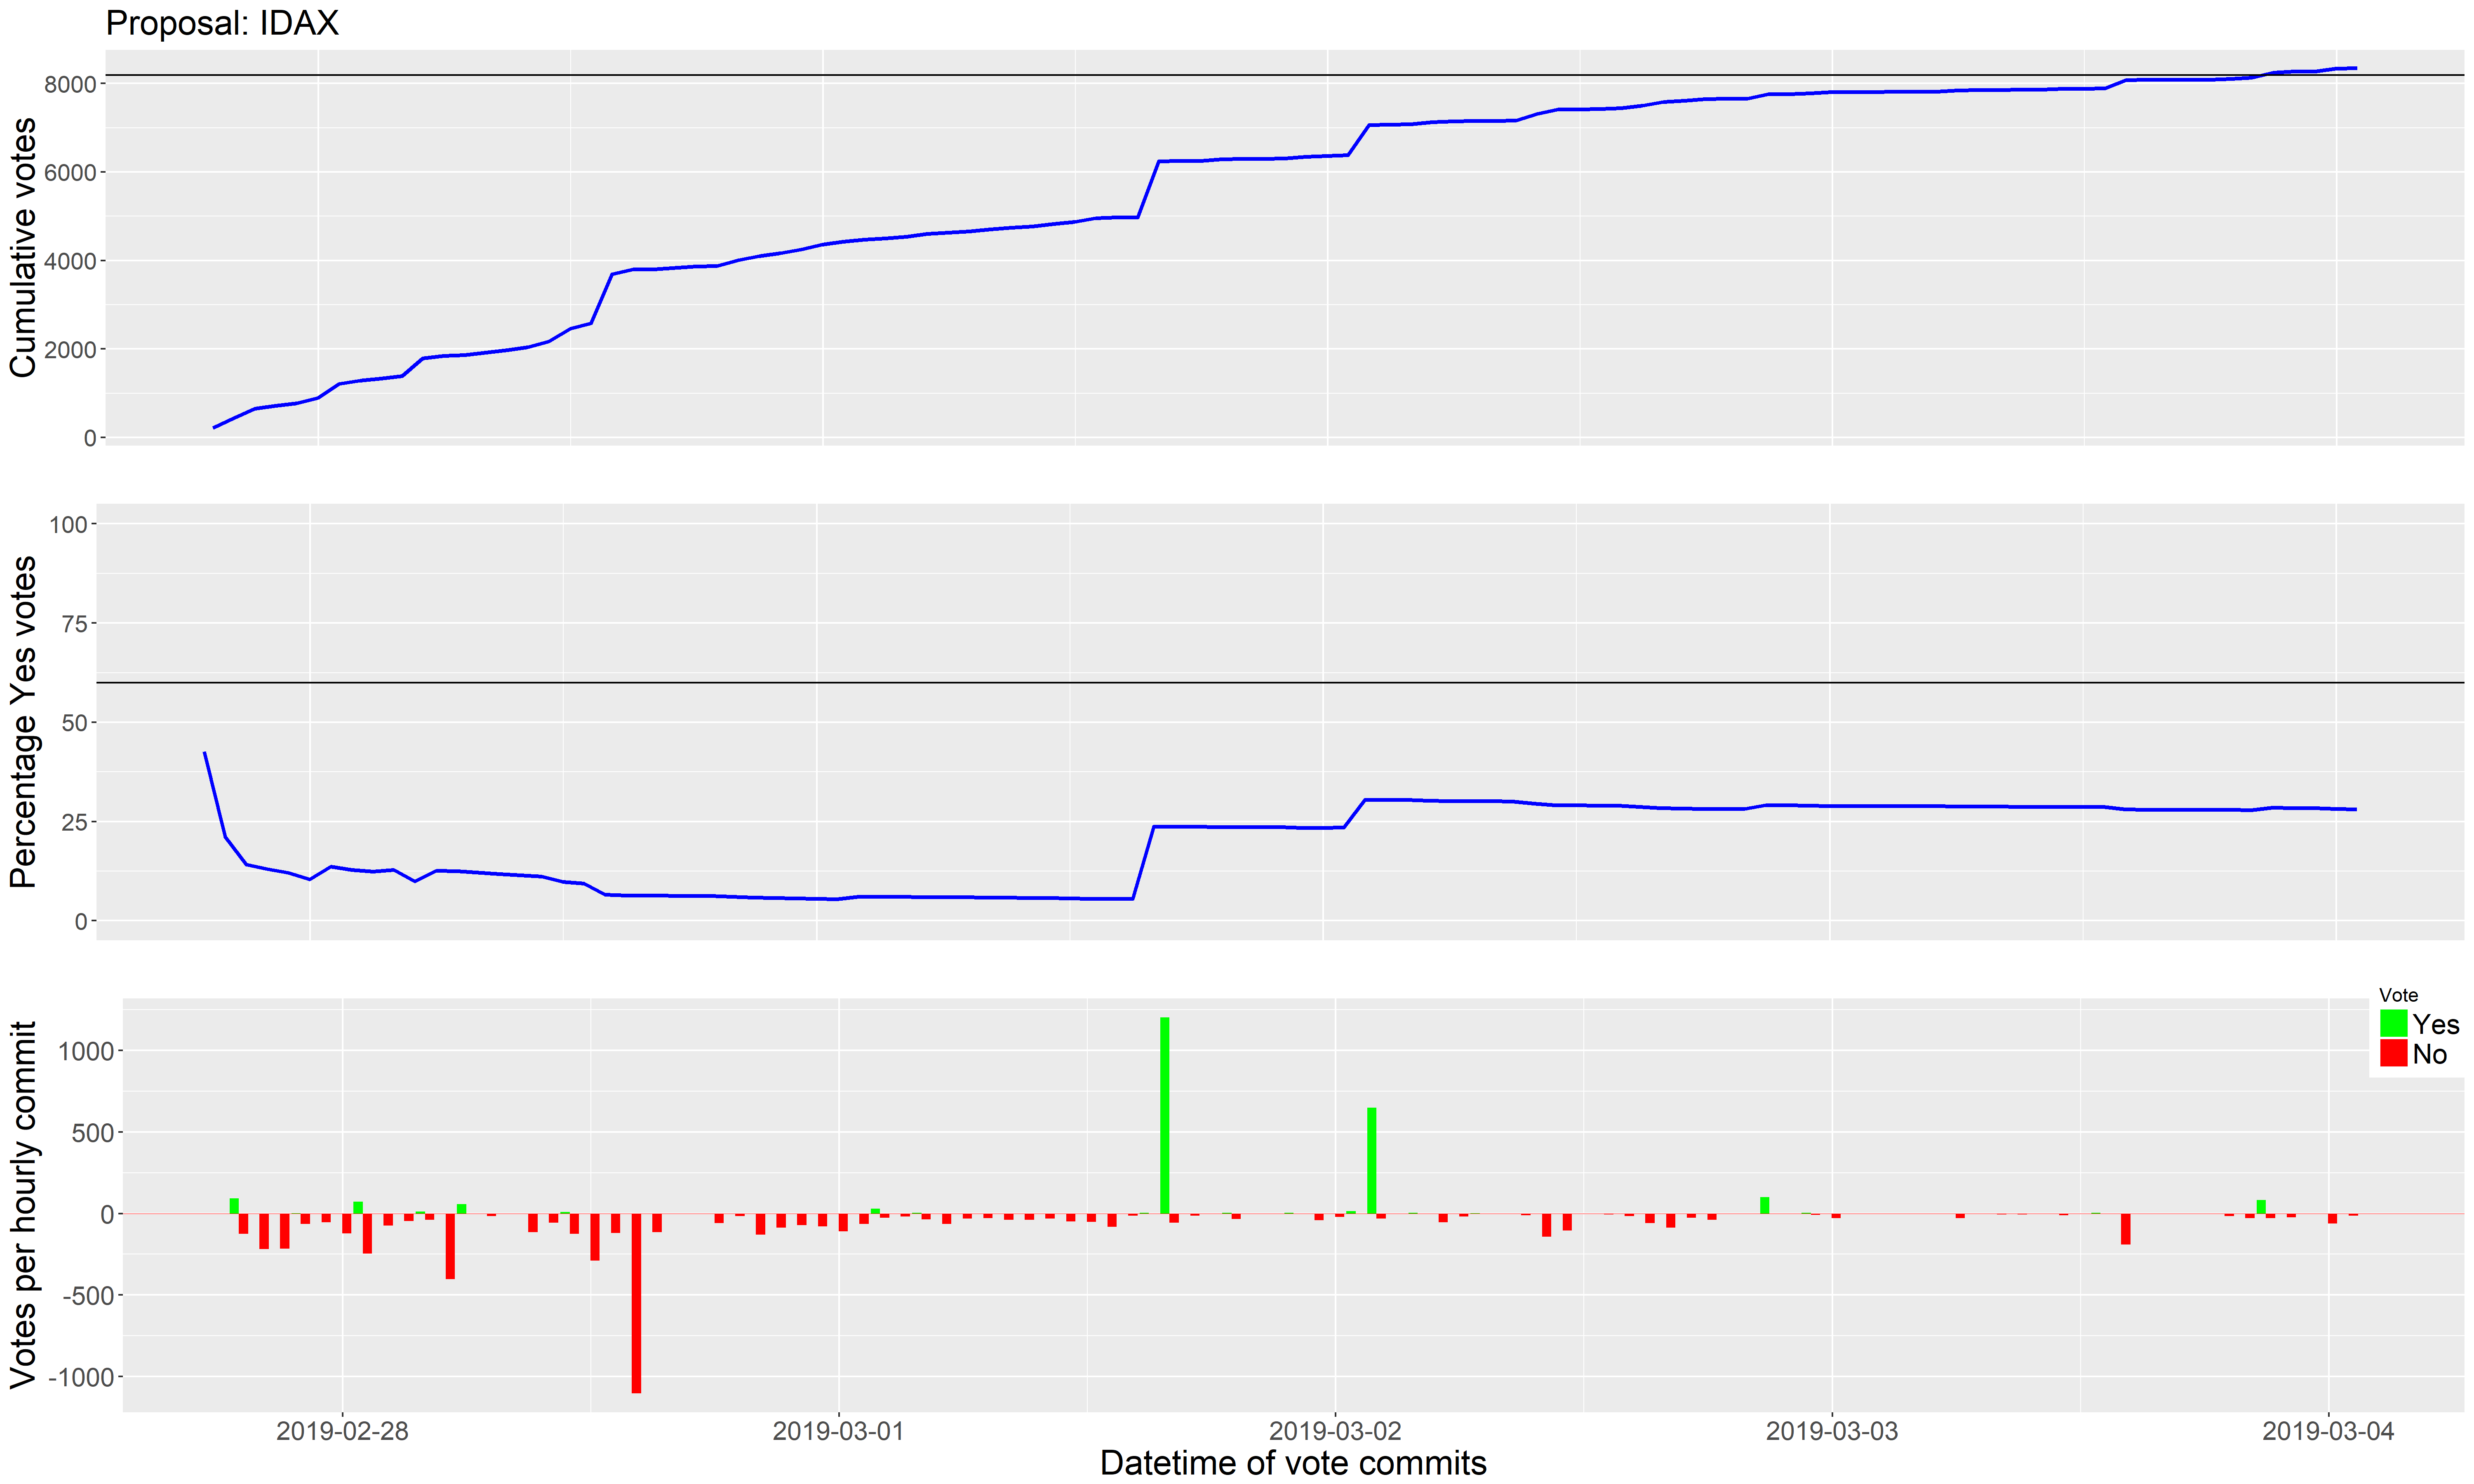 Proposal: IDAX
Cumulative votes
8000
6000
4000
2000
0
Percentage Yes votes
100
75
50
25
0
Votes per hourly commit
1000
500
0
-500
-1000
Vote
Yes
No
2019-02-28
2019-03-01
2019-03-02
2019-03-03
2019-03-04
Datetime of vote commits